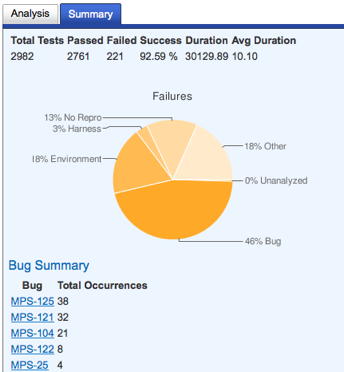 Analysis Summary
Total Tests Passed Failed Success Duration Avg Duration
2982 2761 221 92.59 % 30129.89 10.10
Failures
13% No Repro
3% Harness
18% Other
18% Environment
0% Unanalyzed
46% Bug
Bug Summary
Bug Total Occurrences
MPS-125 38
MPS-121 32
MPS-104 21
MPS-122 8
MPS-25 4